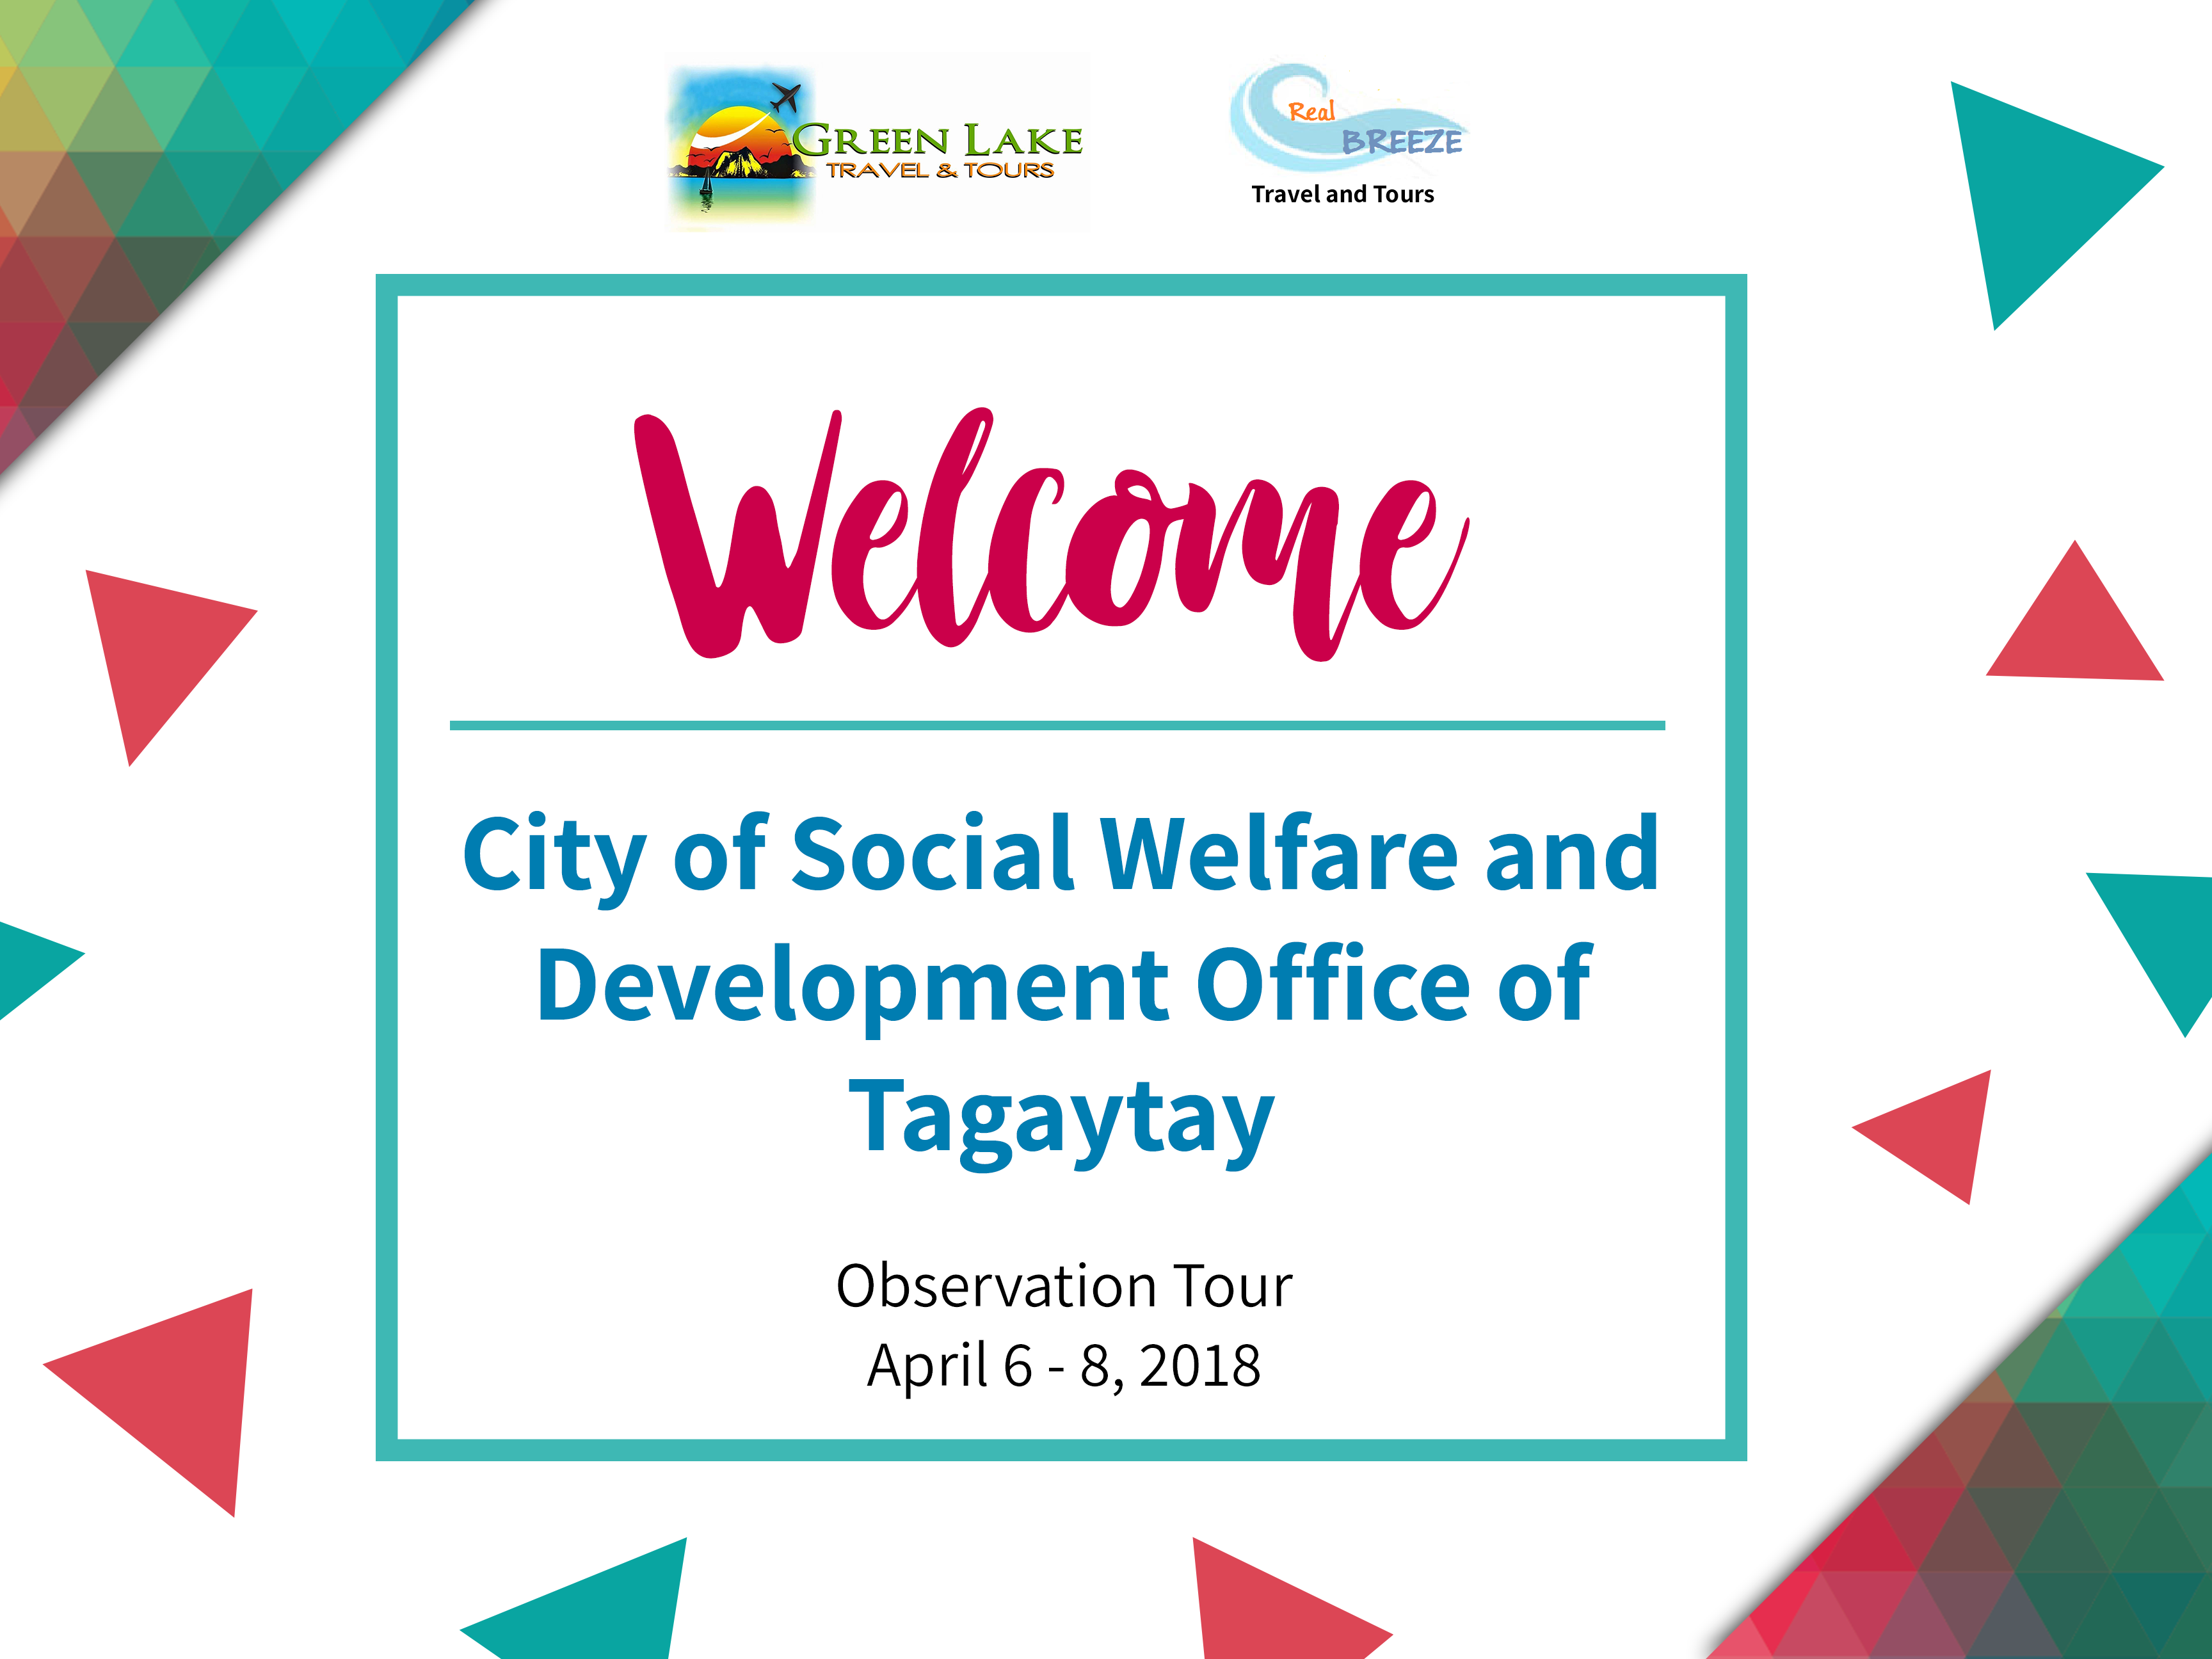 GREEN LAKE
TRAVEL & TOURS
Real
BREEZE
Travel and Tours
Welcome
City of Social Welfare and
Development Office of
Tagaytay
Observation Tour
April 6 - 8, 2018